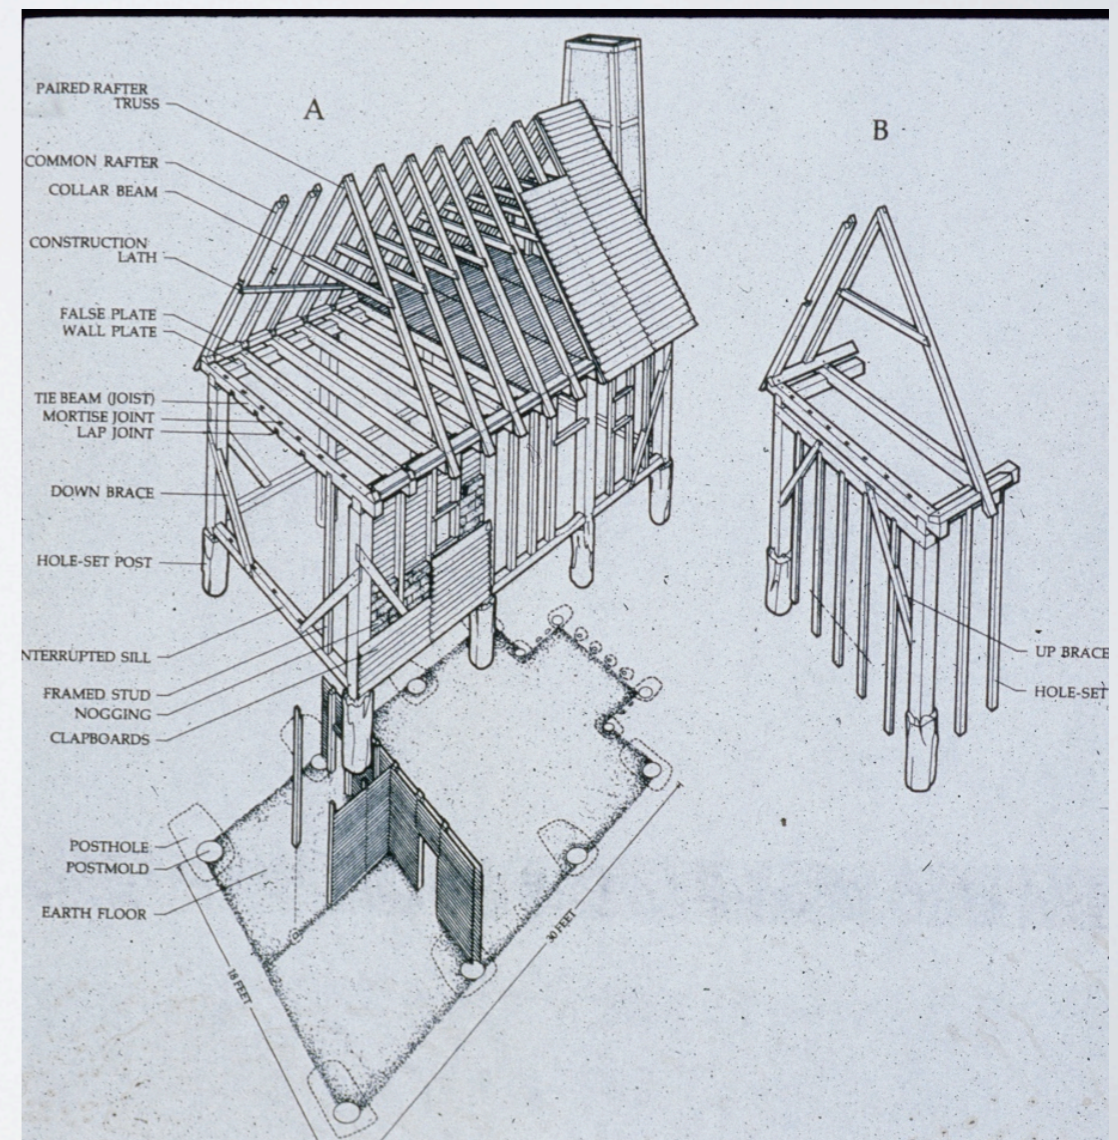 PAIRED RAFTER
TRUSS
A
B
COMMON RAFTER
COLLAR BEAM
CONSTRUCTION
LATH
FALSE PLATE
WALL PLATE
TIE BEAM (JOIST)
MORTISE JOINT
LAP JOINT
DOWN BRACE
HOLE-SET POST
NTERRUPTED SILL
UP BRACE
FRAMED STUD
HOLE-SET
NOGGING
CLAPBOARDS
POSTHOLE
POSTMOLD
EARTH FLOOR
18 FEET
30 FEET